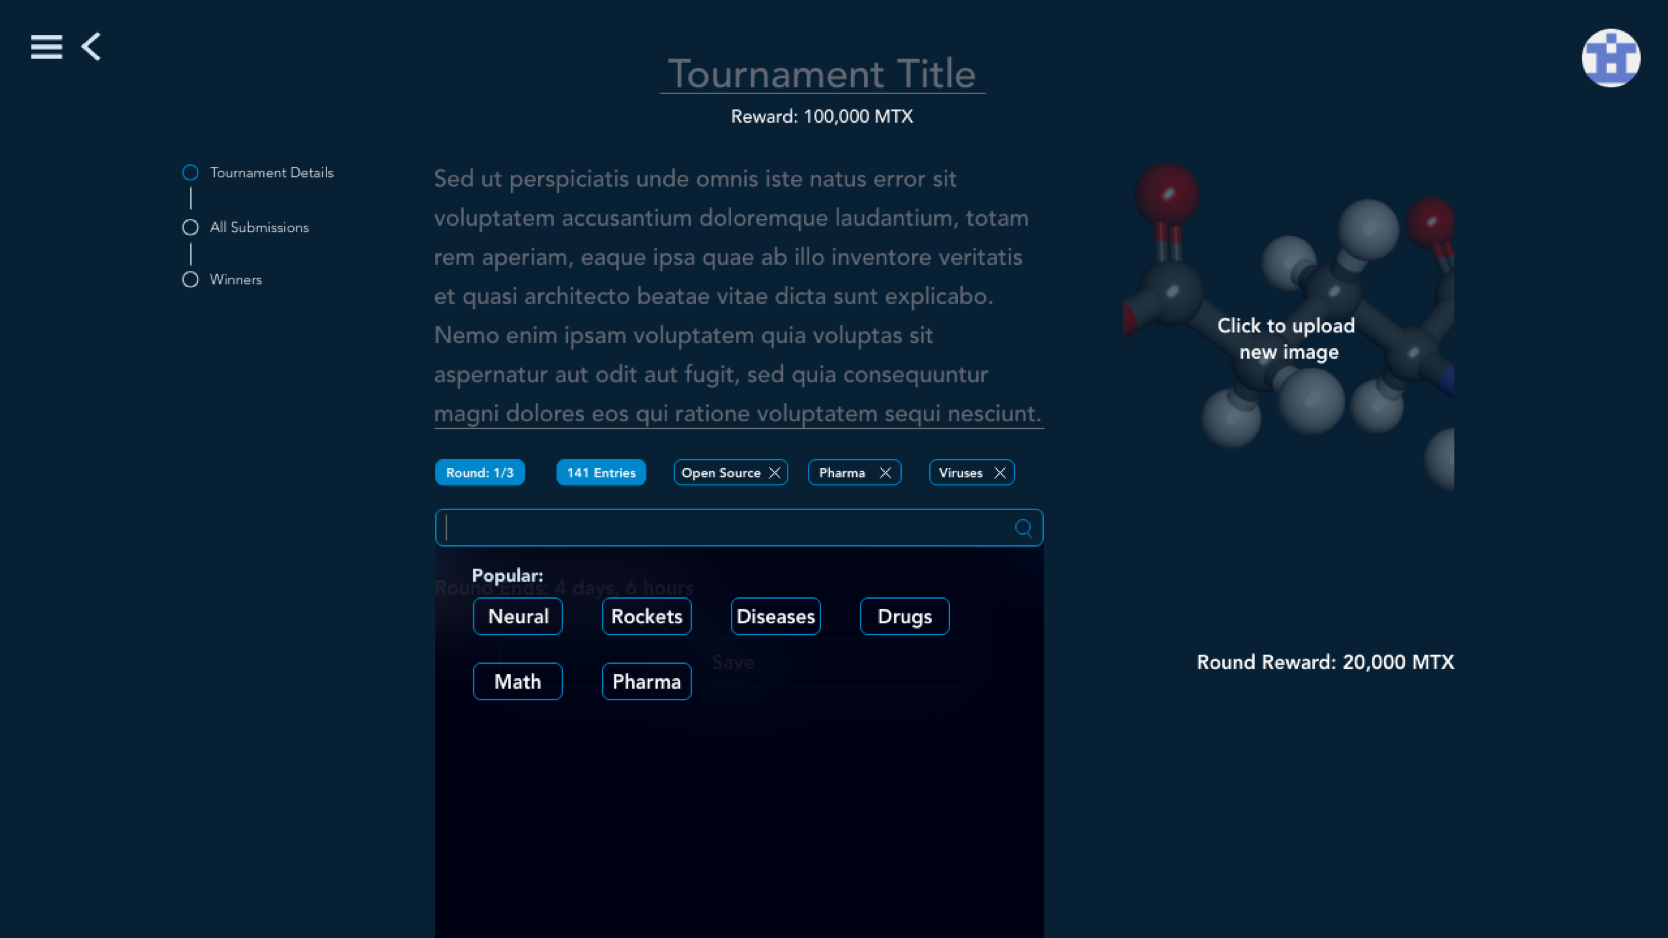 Tournament Title
Reward: 100,000 MTX
Tournament Details
All Submissions
Winners
Sed ut perspiciatis unde omnis iste natus error sit
voluptatem accusantium doloremque laudantium, totam
rem aperiam, eaque ipsa quae ab illo inventore veritatis
et quasi architecto beatae vitae dicta sunt explicabo.
Nemo enim ipsam voluptatem quia voluptas sit
aspernatur aut odit aut fugit, sed quia consequuntur
magni dolores eos qui ratione voluptatem sequi nesciunt.
Click to upload
new image
Round: 1/3
141 Entries
Open Source
Pharma
Viruses
Popular:
Round Ends: 4 days, 6 hours
Neural
Rockets
Diseases
Drugs
Save
Math
Pharma
Round Reward: 20,000 MTX